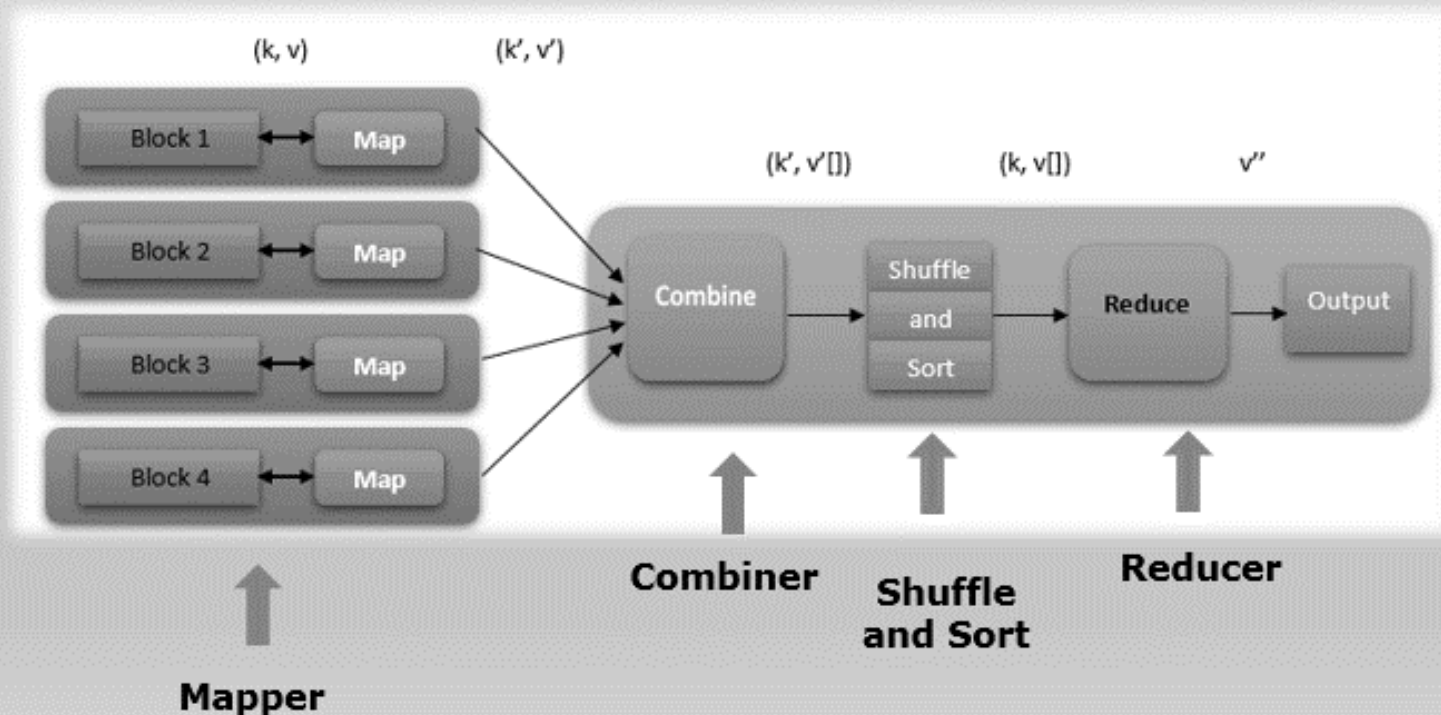 (k, v)
(k’, v’)
Block 1
Map
Block 2
Map
Block 3
Map
Block 4
Map
(k’, v’[])
(k, v[])
v’’
Combine
Shuffle
and
Sort
Reduce
Output
Mapper
Combiner
Shuffle
and Sort
Reducer